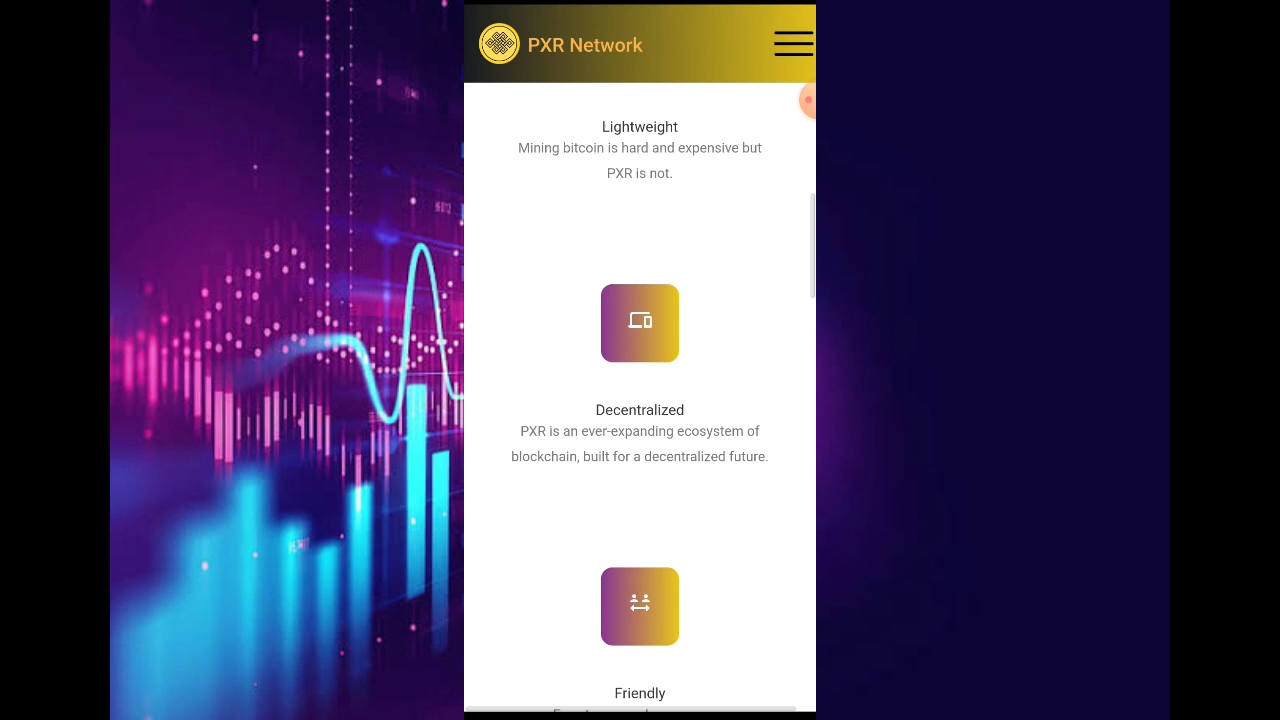 PXR Network
Lightweight
Mining bitcoin is hard and expensive but
PXR is not.
Decentralized
PXR is an ever-expanding ecosystem of
blockchain, built for a decentralized future.
Friendly